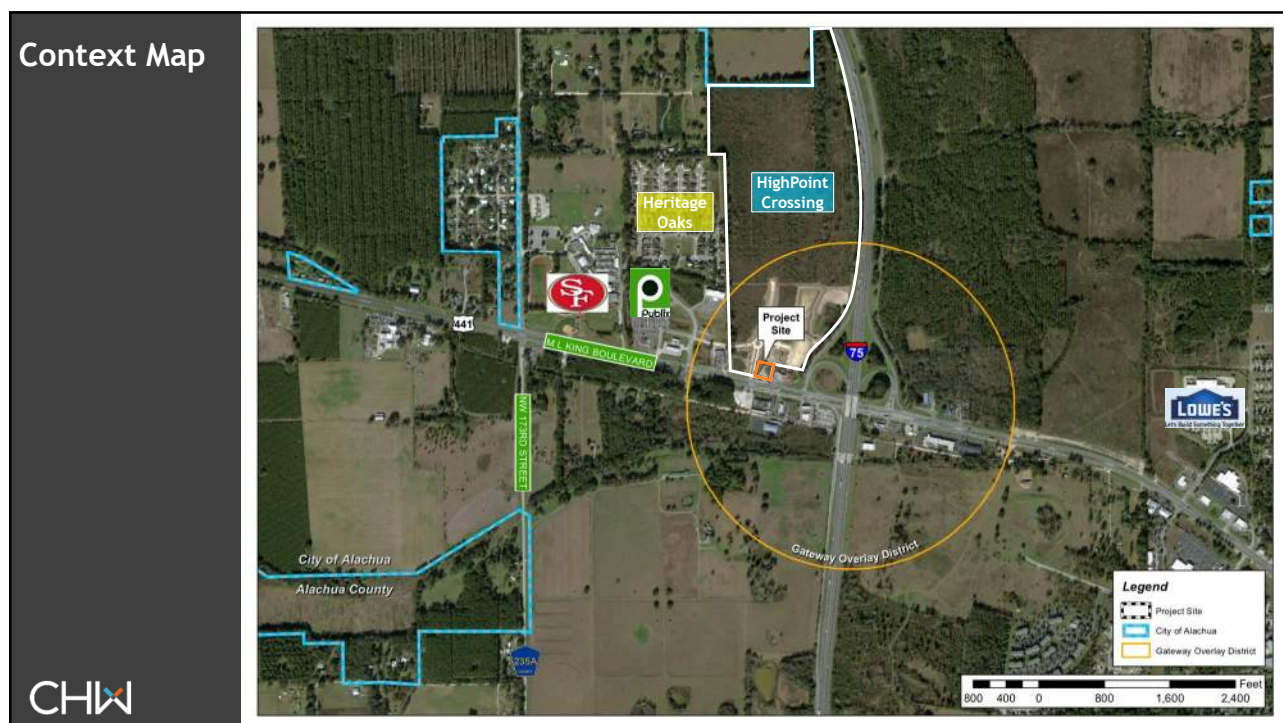 Context Map
HighPoint
Crossing
Heritage
Oaks
SF
p
Publix
Project
Site
441
M L KING BOULEVARD
75
LOWE'S
Let's Build Something Together
NW 173RD STREET
City of Alachua
Alachua County
Gateway Overlay District
235A
Legend
Project Site
City of Alachua
Gateway Overlay District
Feet
800 400 0 800 1,600 2,400
CHW